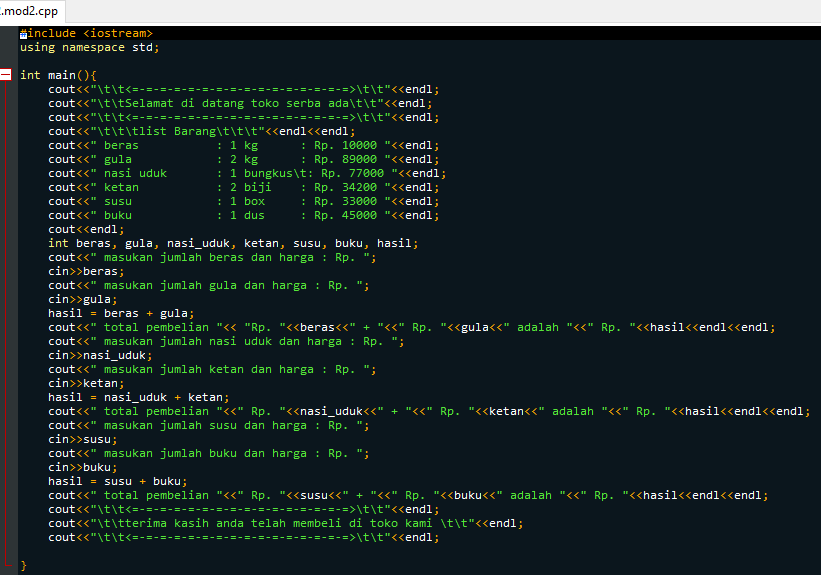 2.mod2.cpp
#include <iostream>
using namespace std;
int main(){
cout<<"\t\t<=-=-=-=-=-=-=-=-=-=-=-=-=-=-=-=>\t\t"<<endl;
cout<<"\t\tSelamat di datang toko serba ada\t\t"<<endl;
cout<<"\t\t<=-=-=-=-=-=-=-=-=-=-=-=-=-=-=-=>\t\t"<<endl;
cout<<"\t\t\tlist Barang\t\t\t"<<endl<<endl;
cout<<" beras            : 1 kg      : Rp. 10000 "<<endl;
cout<<" gula             : 2 kg      : Rp. 89000 "<<endl;
cout<<" nasi uduk        : 1 bungkus\t: Rp. 77000 "<<endl;
cout<<" ketan            : 2 biji    : Rp. 34200 "<<endl;
cout<<" susu             : 1 box     : Rp. 33000 "<<endl;
cout<<" buku             : 1 dus     : Rp. 45000 "<<endl;
cout<<endl;
int beras, gula, nasi_uduk, ketan, susu, buku, hasil;
cout<<" masukan jumlah beras dan harga : Rp. ";
cin>>beras;
cout<<" masukan jumlah gula dan harga : Rp. ";
cin>>gula;
hasil = beras + gula;
cout<<" total pembelian "<< "Rp. "<<beras<<" + "<<" Rp. "<<gula<<" adalah "<<" Rp. "<<hasil<<endl<<endl;
cout<<" masukan jumlah nasi uduk dan harga : Rp. ";
cin>>nasi_uduk;
cout<<" masukan jumlah ketan dan harga : Rp. ";
cin>>ketan;
hasil = nasi_uduk + ketan;
cout<<" total pembelian "<<" Rp. "<<nasi_uduk<<" + "<<" Rp. "<<ketan<<" adalah "<<" Rp. "<<hasil<<endl<<endl;
cout<<" masukan jumlah susu dan harga : Rp. ";
cin>>susu;
cout<<" masukan jumlah buku dan harga : Rp. ";
cin>>buku;
hasil = susu + buku;
cout<<" total pembelian "<<" Rp. "<<susu<<" + "<<" Rp. "<<buku<<" adalah "<<" Rp. "<<hasil<<endl<<endl;
cout<<"\t\t<=-=-=-=-=-=-=-=-=-=-=-=-=-=-=-=>\t\t"<<endl;
cout<<"\t\tterima kasih anda telah membeli di toko kami \t\t"<<endl;
cout<<"\t\t<=-=-=-=-=-=-=-=-=-=-=-=-=-=-=-=>\t\t"<<endl;
}